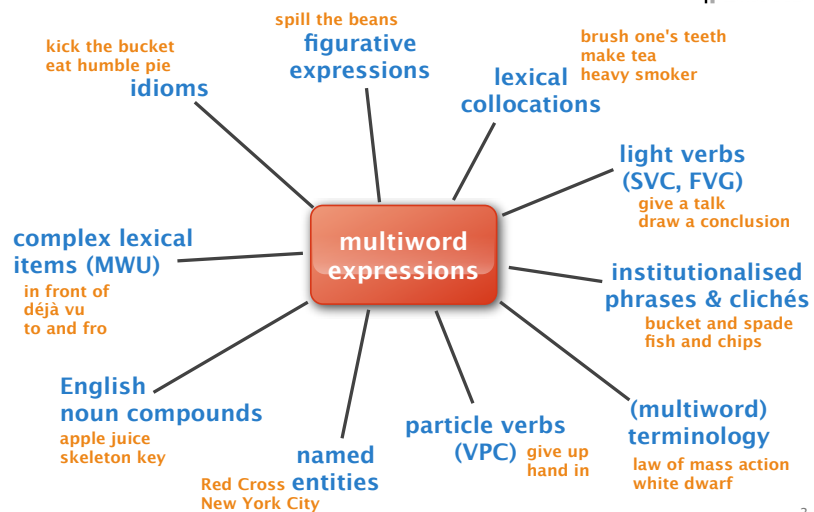 spill the beans
figurative
expressions
kick the bucket
eat humble pie
idioms
brush one's teeth
make tea
heavy smoker
lexical
collocations
light verbs
(SVC, FVG)
give a talk
draw a conclusion
multiword
expressions
complex lexical
items (MWU)
in front of
déjà vu
to and fro
institutionalised
phrases & clichés
bucket and spade
fish and chips
English
noun compounds
apple juice
skeleton key
named
entities
Red Cross
New York City
particle verbs
(VPC)
give up
hand in
(multiword)
terminology
law of mass action
white dwarf